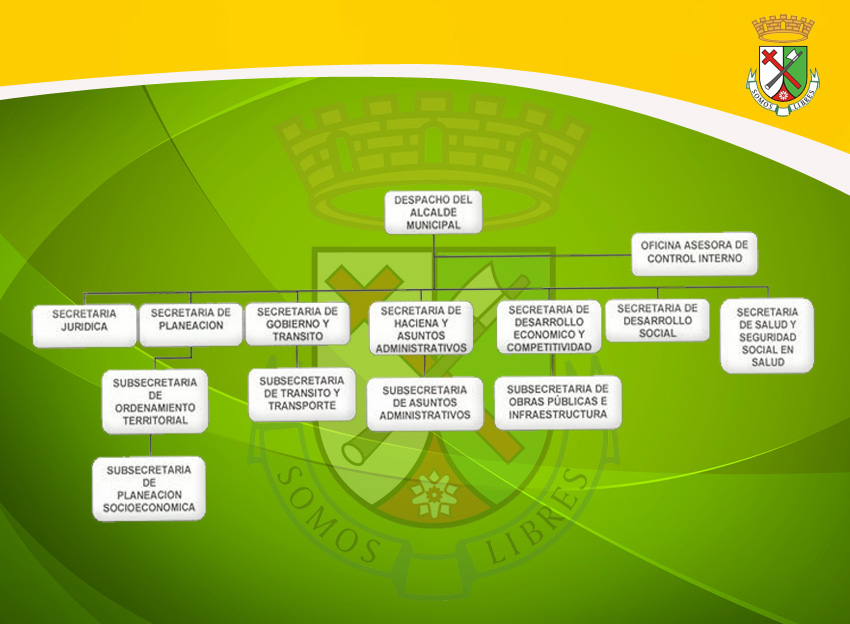 SOMOS LIBRES
DESPACHO DEL
ALCALDE
MUNICIPAL
OFICINA ASESORA DE
CONTROL INTERNO
SECRETARIA
JURIDICA
SECRETARIA DE
PLANEACION
SECRETARIA DE
GOBIERNO Y
TRANSITO
SECRETARIA DE
HACIENA Y
ASUNTOS
ADMINISTRATIVOS
SECRETARIA DE
DESARROLLO
ECONOMICO Y
COMPETITIVIDAD
SECRETARIA DE
DESARROLLO
SOCIAL
SECRETARIA
DE SALUD Y
SEGURIDAD
SOCIAL EN
SALUD
SUBSECRETARIA
DE
ORDENAMIENTO
TERRITORIAL
SUBSECRETARIA
DE TRANSITO Y
TRANSPORTE
SUBSECRETARIA
DE ASUNTOS
ADMINISTRATIVOS
SUBSECRETARIA DE
OBRAS PÚBLICAS E
INFRAESTRUCTURA
SUBSECRETARIA
DE
PLANEACION
SOCIOECONOMICA
SOMOS LIBRES